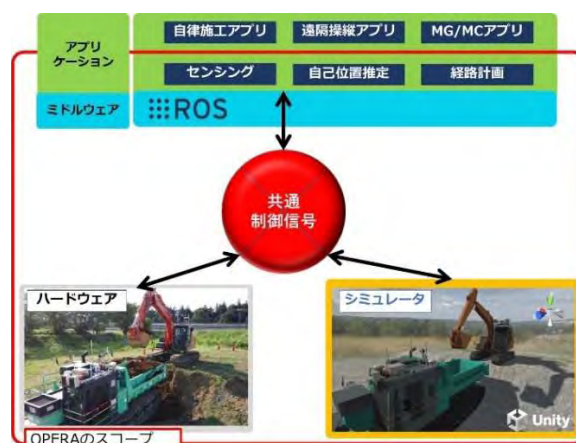 アプリ
ケーション
自律施工アプリ
遠隔操縦アプリ
MG/MCアプリ
センシング
自己位置推定
経路計画
ミドルウェア
ROS
共通
制御信号
ハードウェア
シミュレータ
Unity
OPERAのスコープ